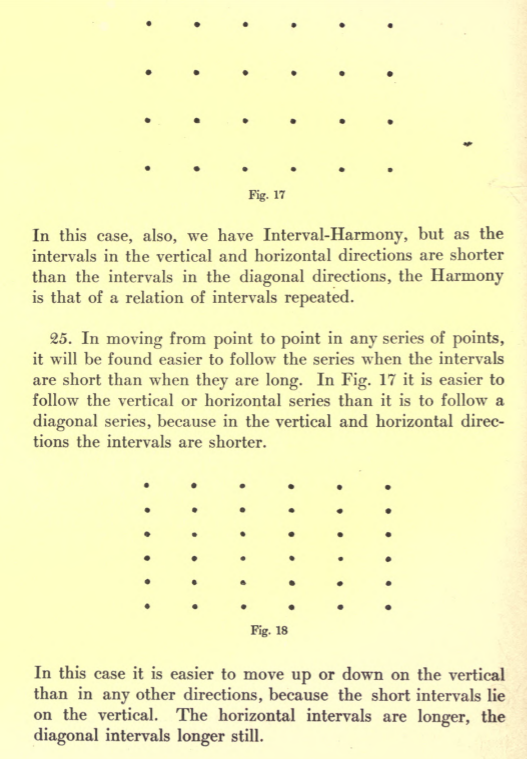 Fig. 17
In this case, also, we have Interval-Harmony, but as the
intervals in the vertical and horizontal directions are shorter
than the intervals in the diagonal directions, the Harmony
is that of a relation of intervals repeated.
25. In moving from point to point in any series of points,
it will be found easier to follow the series when the intervals
are short than when they are long. In Fig. 17 it is easier to
follow the vertical or horizontal series than it is to follow a
diagonal series, because in the vertical and horizontal direc-
tions the intervals are shorter.
Fig. 18
In this case it is easier to move up or down on the vertical
than in any other directions, because the short intervals lie
on the vertical. The horizontal intervals are longer, the
diagonal intervals longer still.